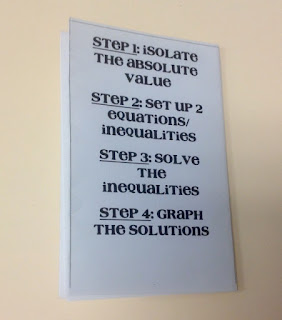 STEP 1: ISOLATE
THE ABSOLUTE
VALUE
STEP 2: SET UP 2
EQUATIONS/
INEQUALITIES
STEP 3: SOLVE
THE
INEQUALITIES
STEP 4: GRAPH
THE SOLUTIONS